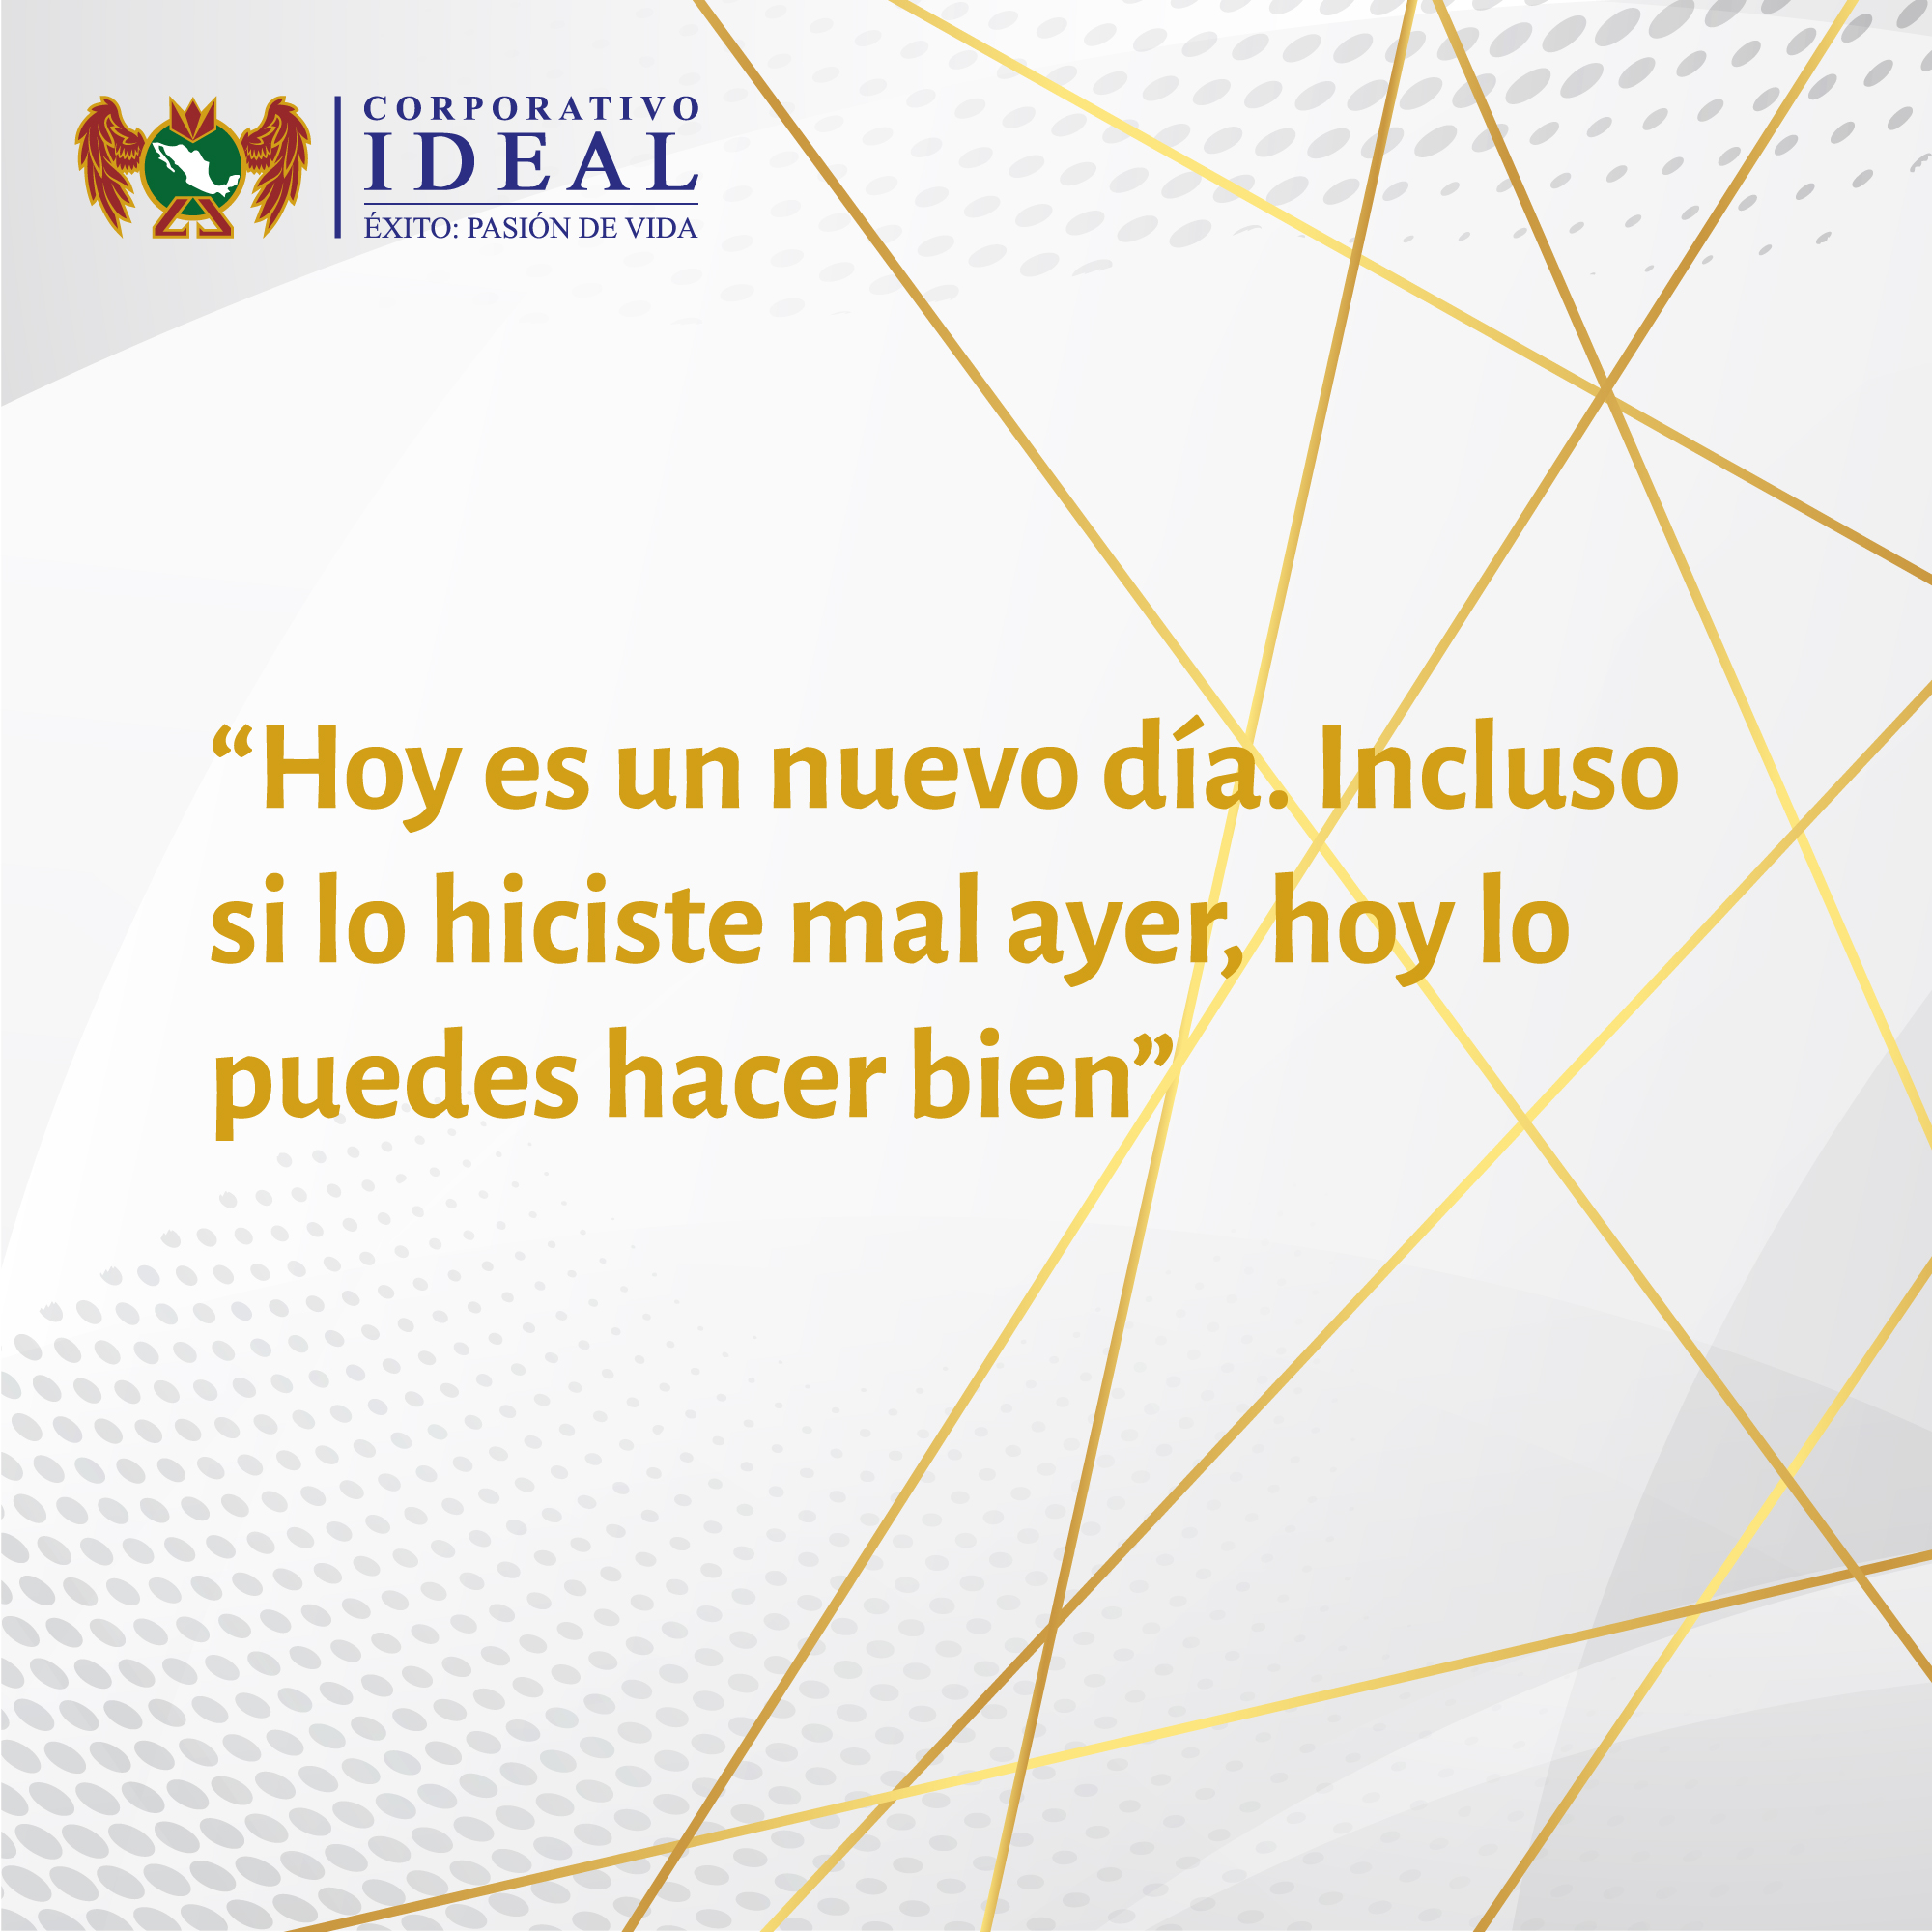 CORPORATIVO
IDEAL
ÉXITO: PASIÓN DE VIDA
“Hoy es un nuevo día. Incluso
si lo hiciste mal ayer, hoy lo
puedes hacer bien”